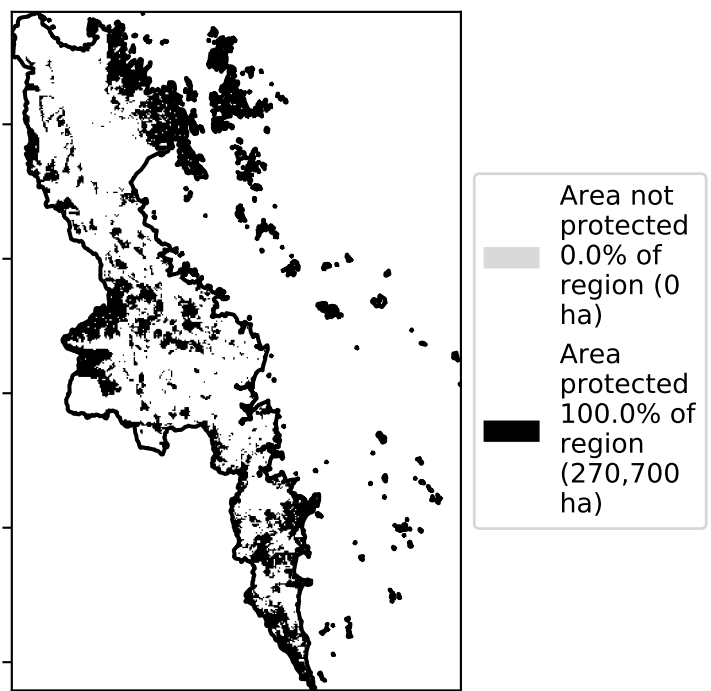 Area not
protected
0.0% of
region (0
ha)
Area
protected
100.0% of
region
(270,700
ha)